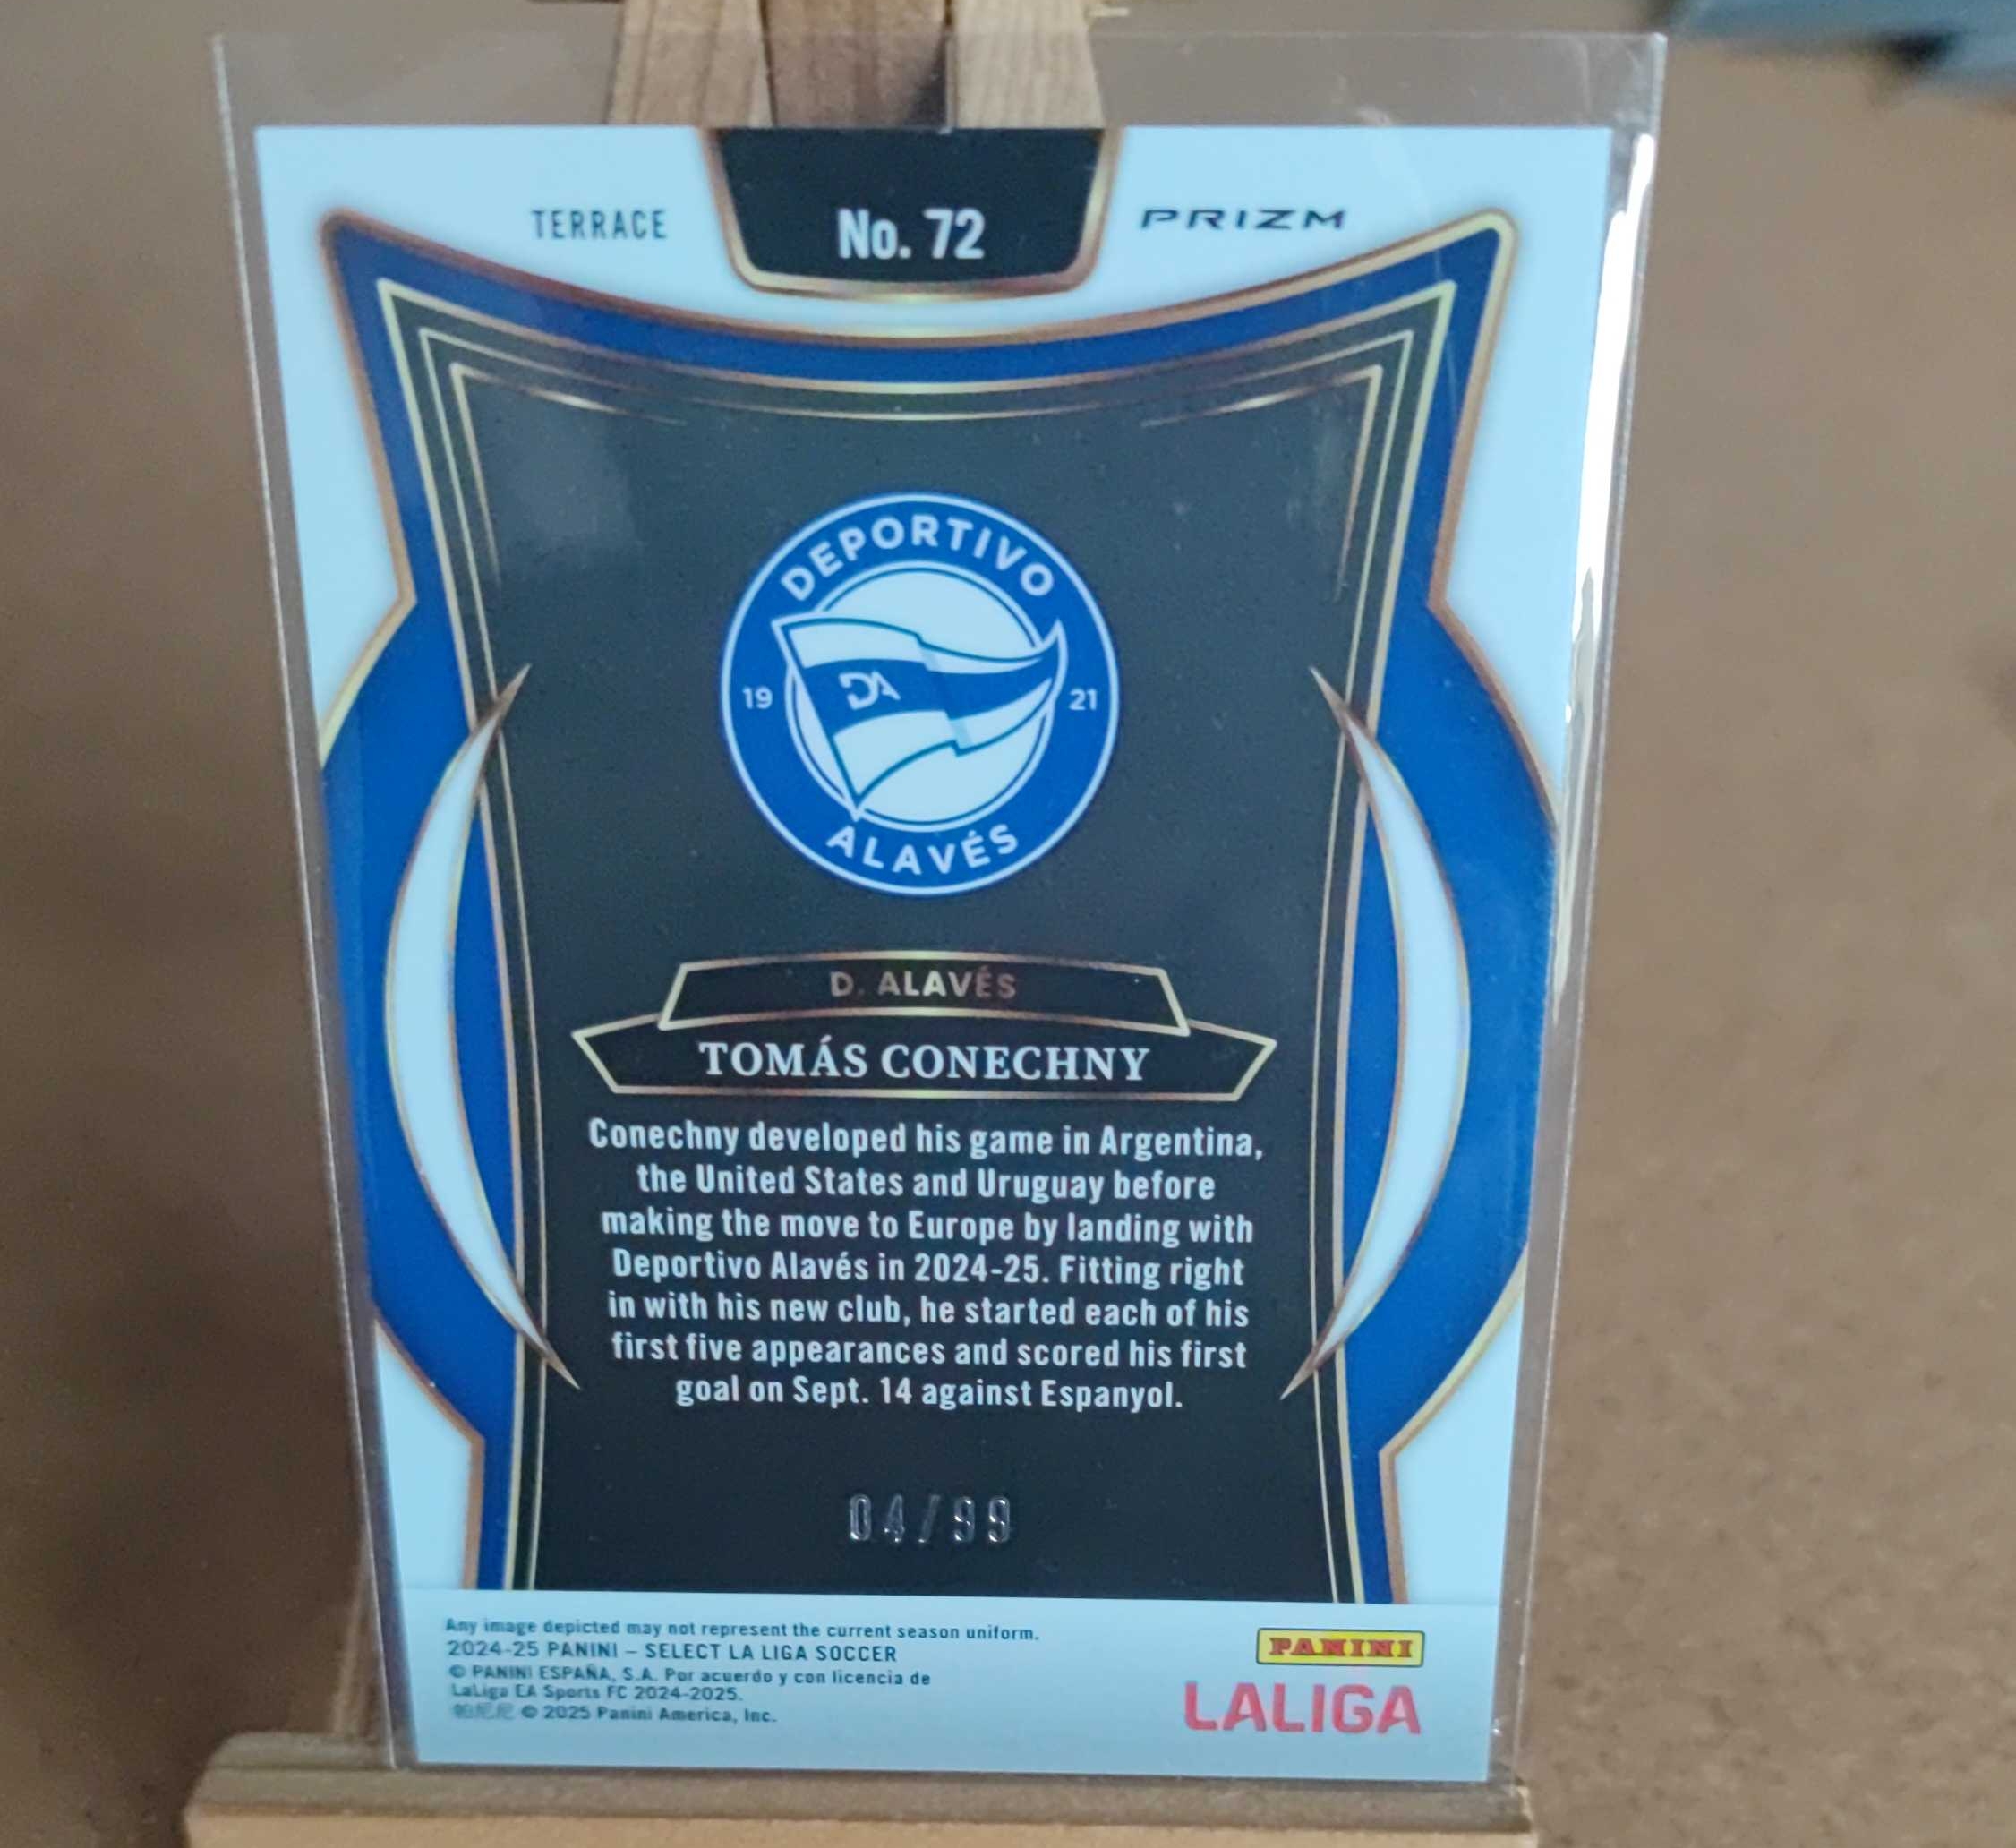 TERRACE
No. 72
PRIZM
DEPORTIVO
DA
19 21
ALAVÉS
D. ALAVÉS
TOMÁS CONECHNY
Conechny developed his game in Argentina,
the United States and Uruguay before
making the move to Europe by landing with
Deportivo Alavés in 2024-25. Fitting right
in with his new club, he started each of his
first five appearances and scored his first
goal on Sept. 14 against Espanyol.
04/99
Any image depicted may not represent the current season uniform.
2024-25 PANINI – SELECT LA LIGA SOCCER
© PANINI ESPAÑA, S.A. Por acuerdo y con licencia de
LaLiga EA Sports FC 2024-2025.
帕尼尼 © 2025 Panini America, Inc.
PANINI
LALIGA